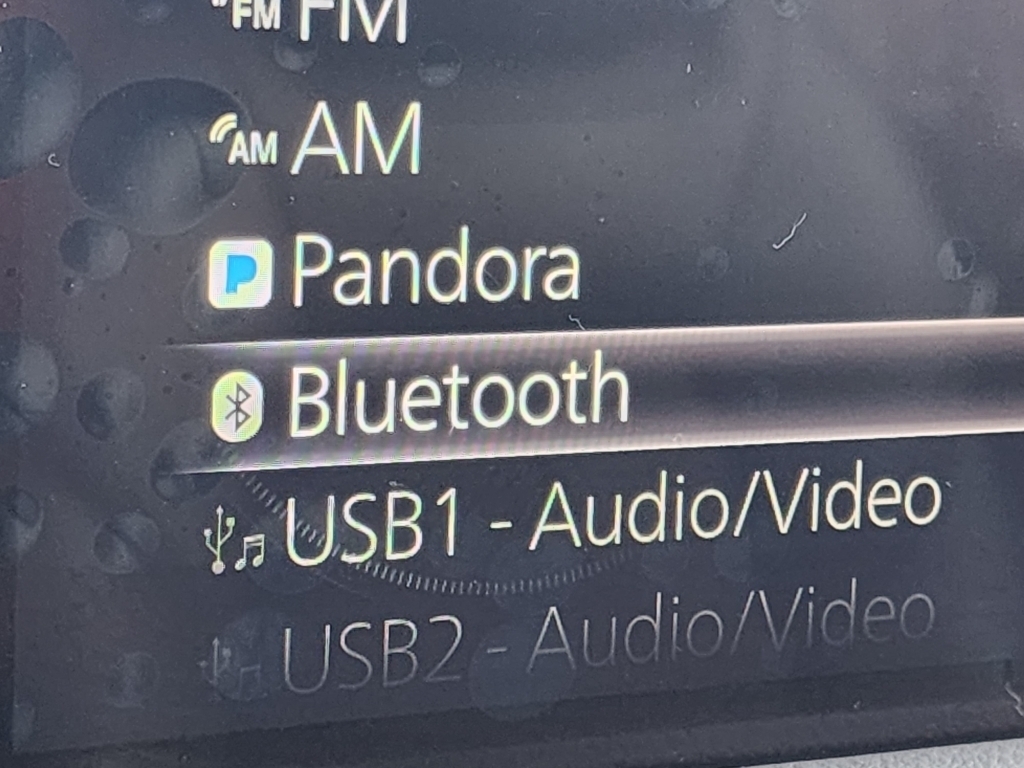 FM FM
AM AM
P Pandora
Bluetooth
USB1 - Audio/Video
USB2 - Audio/Video